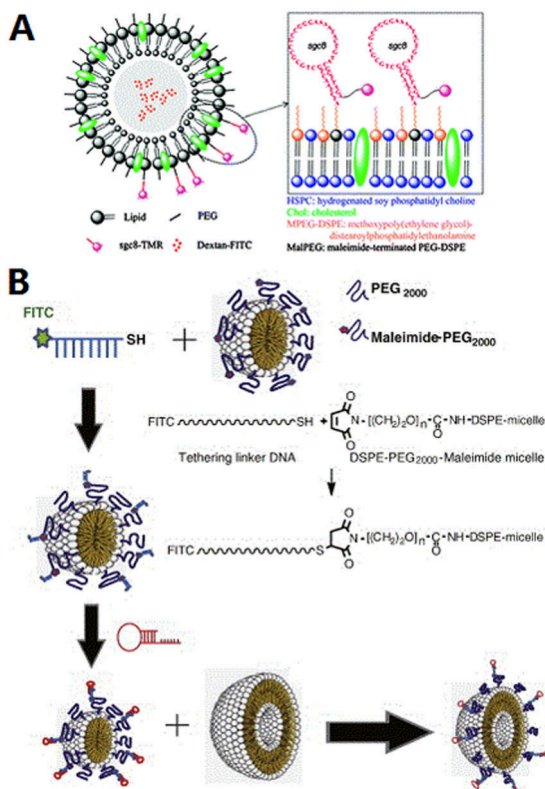 A
sgc8
sgc8
Lipid
PEG
sgc8-TMR
Dextan-FITC
HSPC: hydrogenated soy phosphatidyl choline
Chol: cholesterol
MPEG-DSPE: methoxypoly(ethylene glycol)-
distearoylphosphatidylethanolamine
MalPEG: maleimide-terminated PEG-DSPE
B
FITC
SH
+
PEG2000
Maleimide-PEG2000
FITC
SH
+
O
O
N-[(CH2)2O]n-C-NH-DSPE-micelle
O
Tethering linker DNA
DSPE-PEG2000-Maleimide micelle
FITC
S
O
O
N-[(CH2)2O]n-C-NH-DSPE-micelle
O
+